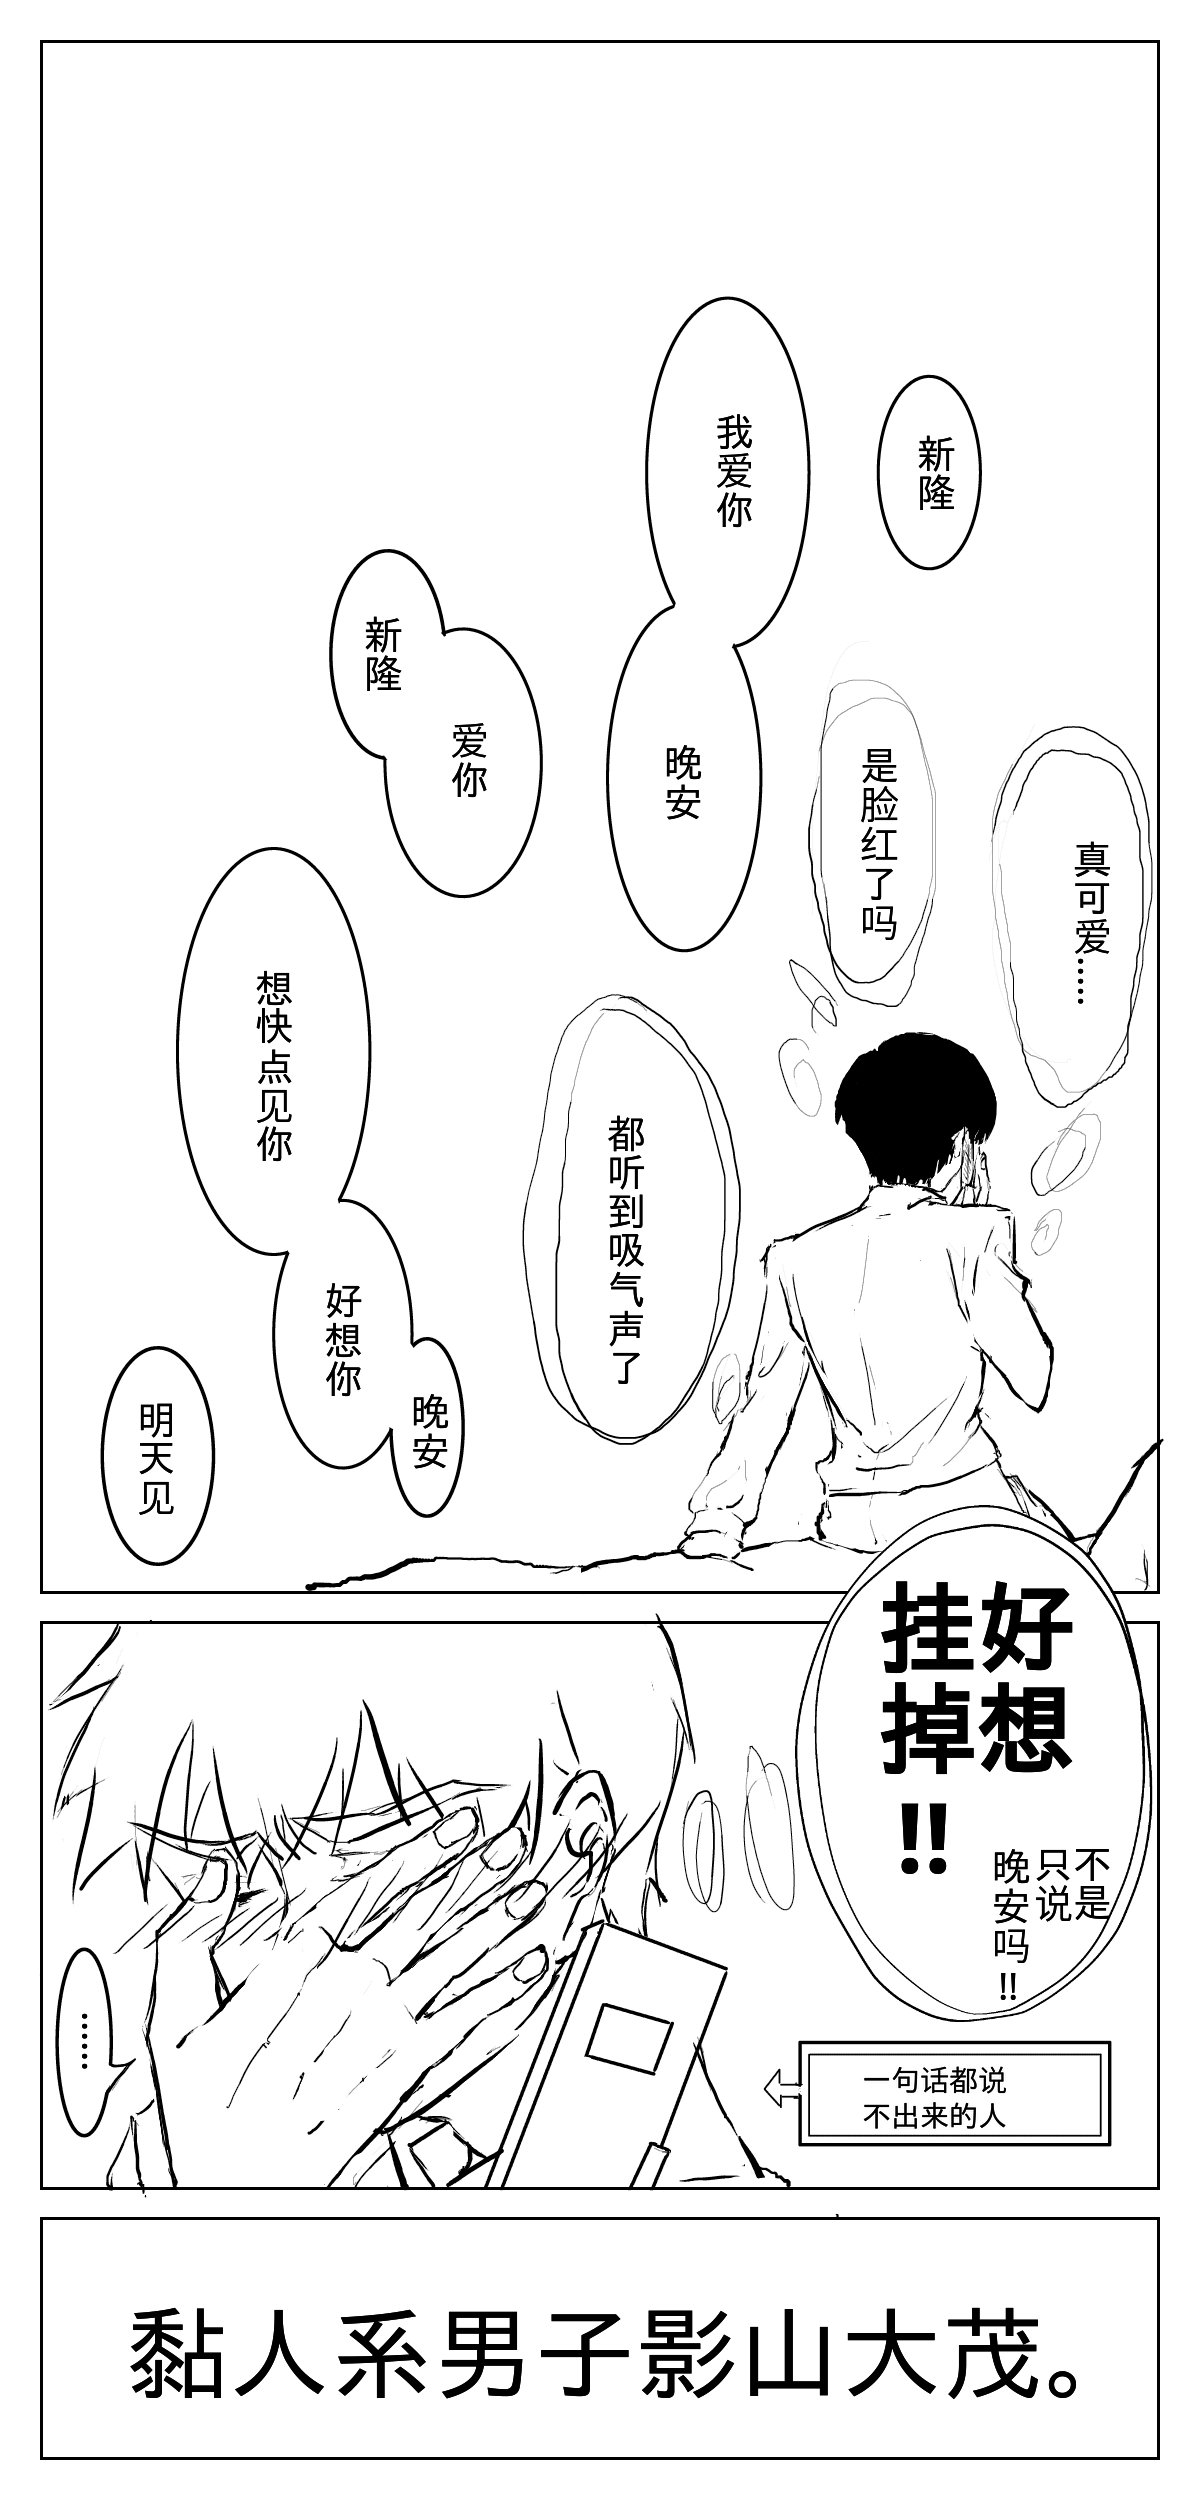 新隆
我爱你
晚安
真可爱……
是脸红了吗
新隆
爱你
都听到吸气声了
想快点见你
好想你
晚安
明天见
好想
挂掉
!!
不是
只说
晚安吗
!!
……
一句话都说
不出来的人
黏人系男子影山大茂。